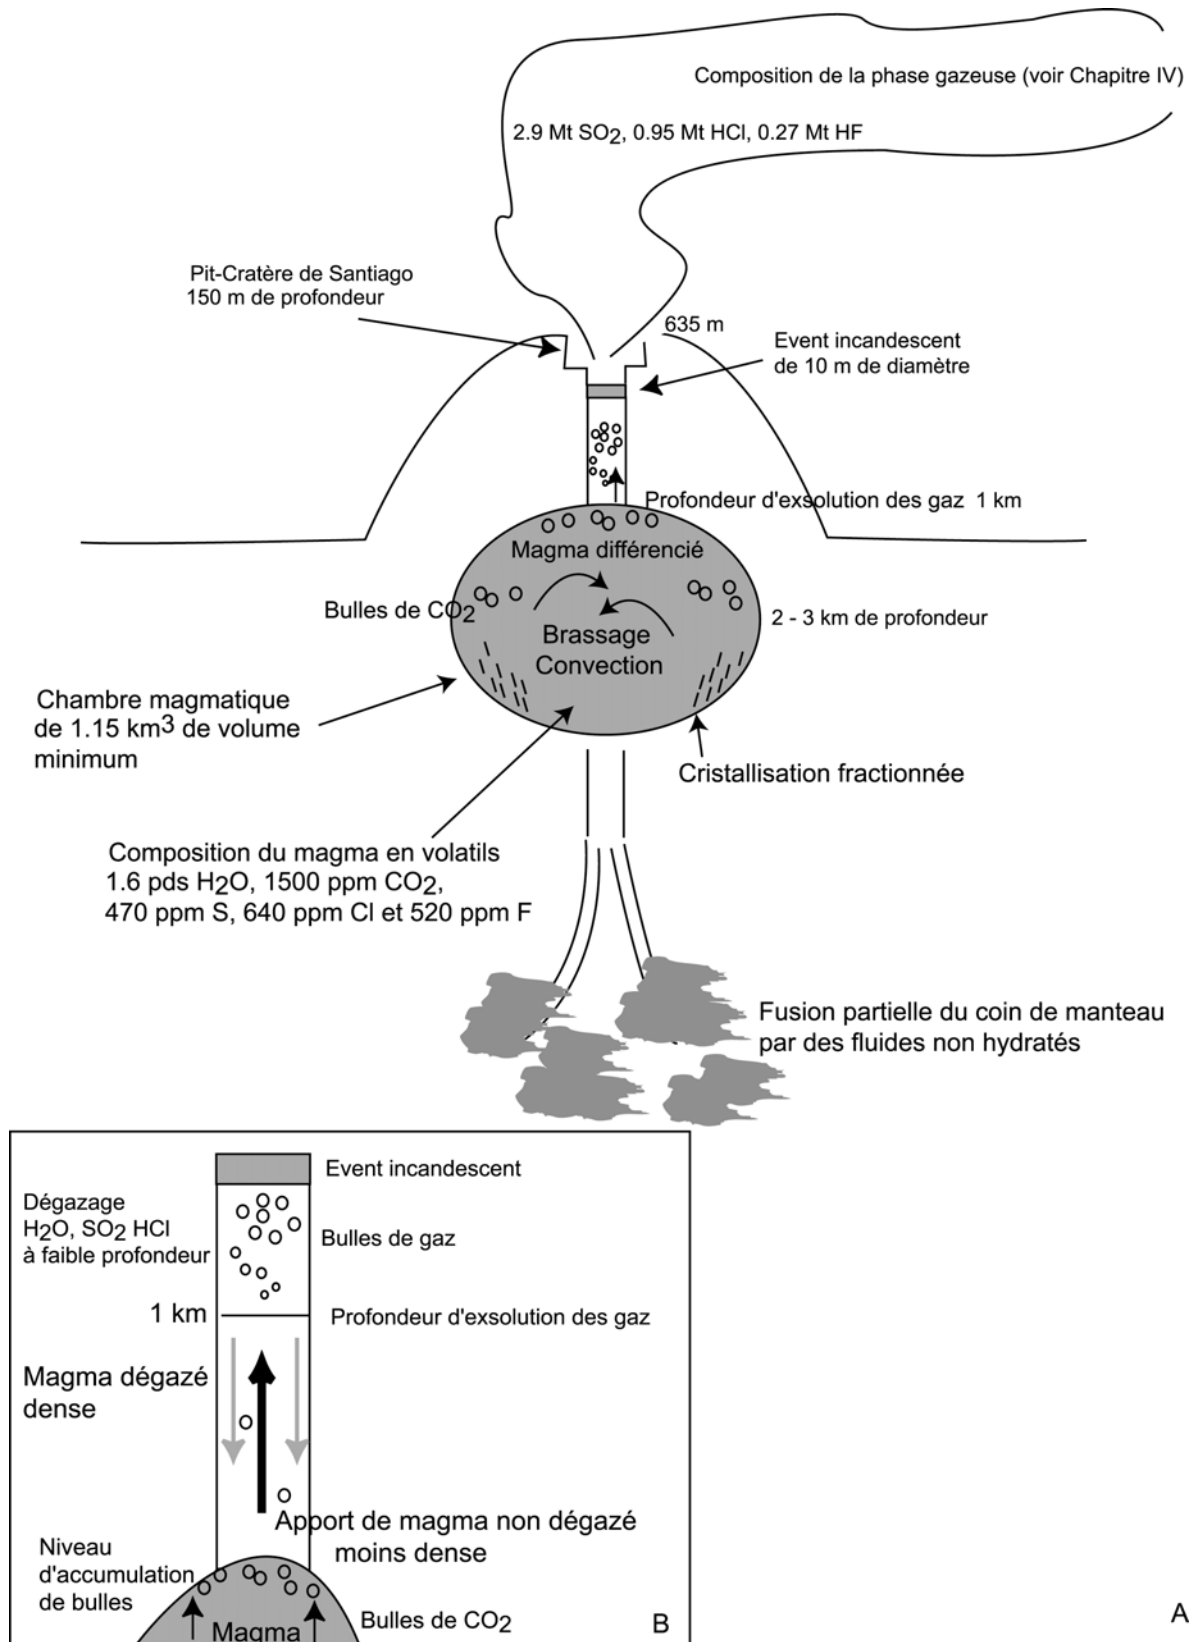 Composition de la phase gazeuse (voir Chapitre IV)
2.9 Mt SO2, 0.95 Mt HCl, 0.27 Mt HF
Pit-Cratère de Santiago
150 m de profondeur
635 m
Event incandescent
de 10 m de diamètre
Profondeur d'exsolution des gaz 1 km
Magma différencié
Bulles de CO2
2 - 3 km de profondeur
Brassage
Convection
Chambre magmatique
de 1.15 km3 de volume
minimum
Cristallisation fractionnée
Composition du magma en volatils
1.6 pds H2O, 1500 ppm CO2,
470 ppm S, 640 ppm Cl et 520 ppm F
Fusion partielle du coin de manteau
par des fluides non hydratés
Event incandescent
Dégazage
H2O, SO2 HCl
à faible profondeur
Bulles de gaz
1 km
Profondeur d'exsolution des gaz
Magma dégazé
dense
Apport de magma non dégazé
moins dense
Niveau
d'accumulation
de bulles
Bulles de CO2
Magma
B
A